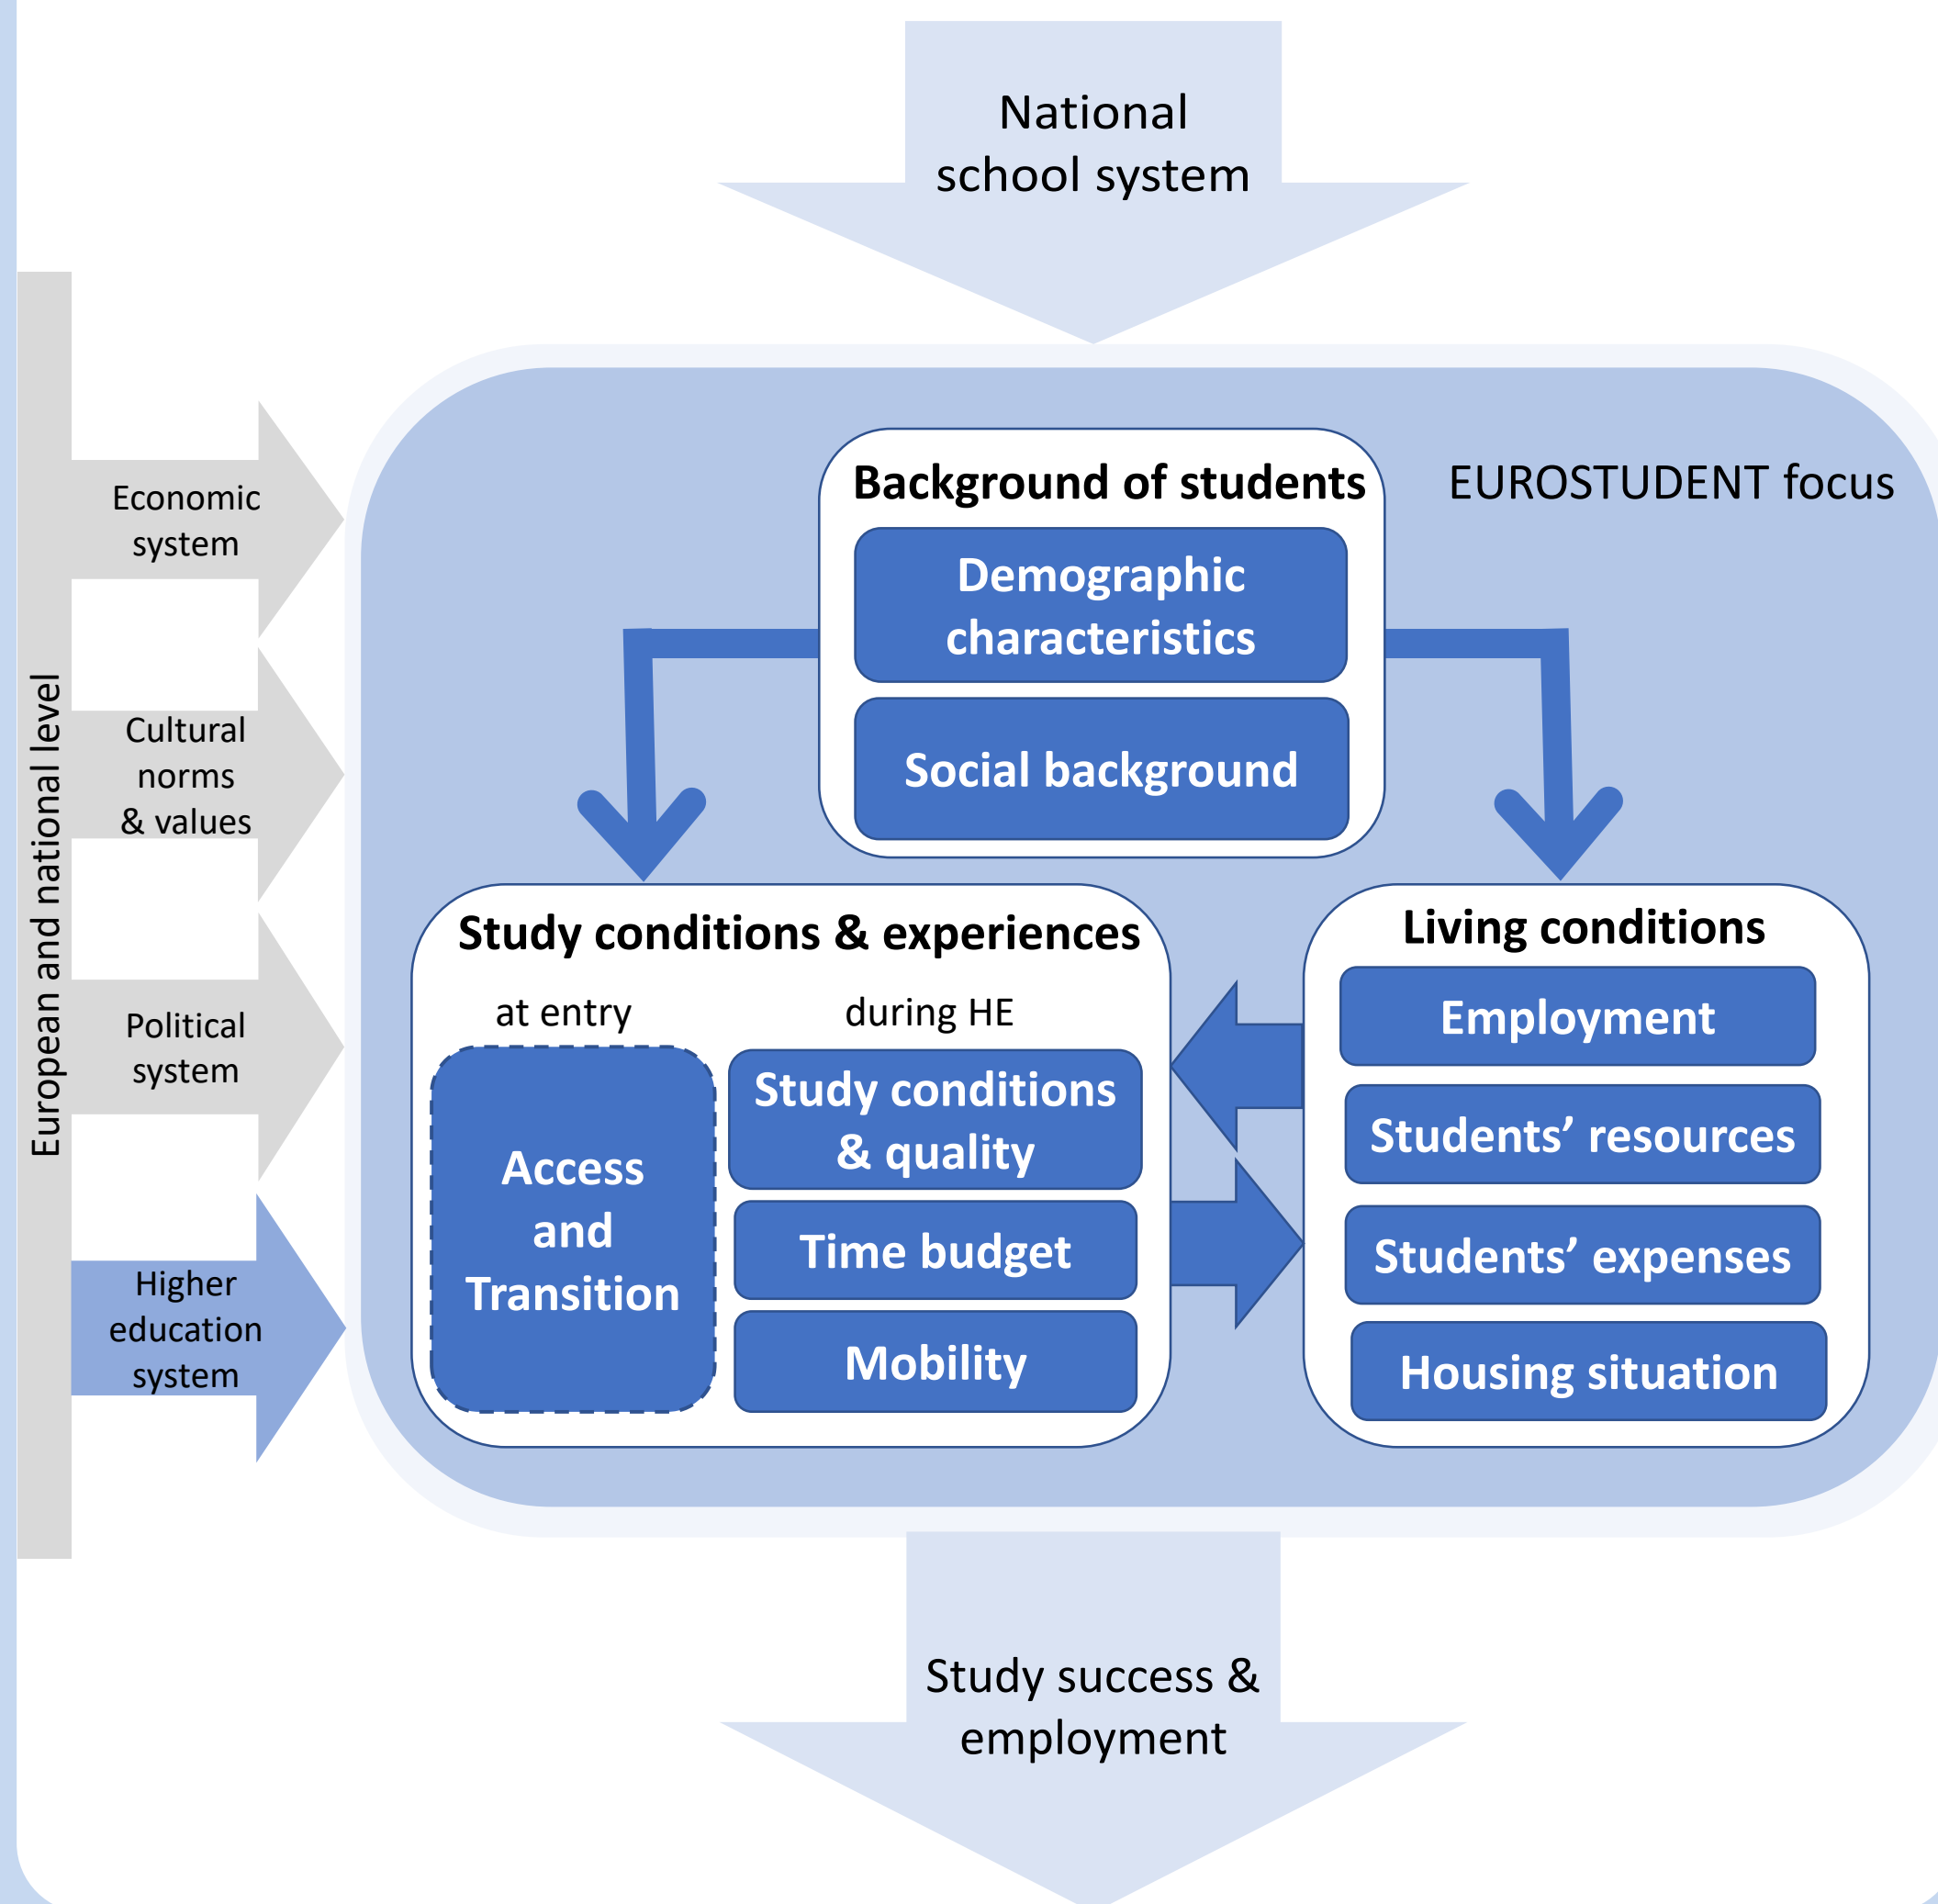 National
school system
European and national level
Economic
system
Cultural
norms
& values
Political
system
Higher
education
system
EUROSTUDENT focus
Background of students
Demographic
characteristics
Social background
Study conditions & experiences
at entry
during HE
Access
and
Transition
Study conditions
& quality
Time budget
Mobility
Living conditions
Employment
Students’ resources
Students’ expenses
Housing situation
Study success &
employment